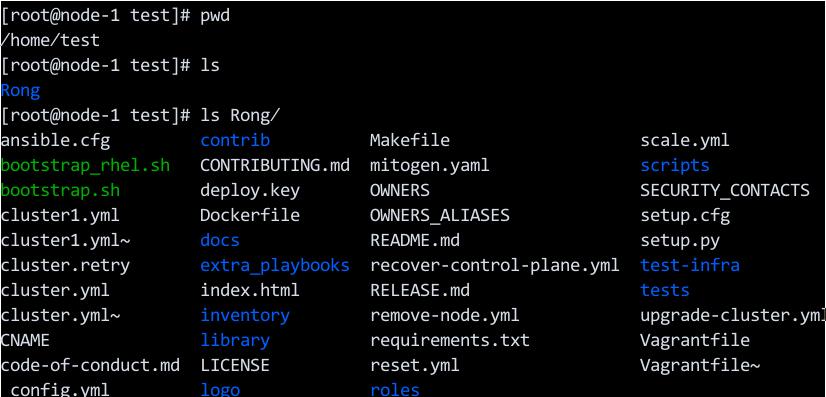 [root@node-1 test]# pwd
/home/test
[root@node-1 test]# ls
Rong
[root@node-1 test]# ls Rong/
ansible.cfg contrib Makefile scale.yml
bootstrap_rhel.sh CONTRIBUTING.md mitogen.yaml scripts
bootstrap.sh deploy.key OWNERS SECURITY_CONTACTS
cluster1.yml Dockerfile OWNERS_ALIASES setup.cfg
cluster1.yml~ docs README.md setup.py
cluster.retry extra_playbooks recover-control-plane.yml test-infra
cluster.yml index.html RELEASE.md tests
cluster.yml~ inventory remove-node.yml upgrade-cluster.yml
CNAME library requirements.txt Vagrantfile
code-of-conduct.md LICENSE reset.yml Vagrantfile~
_config.yml logo roles